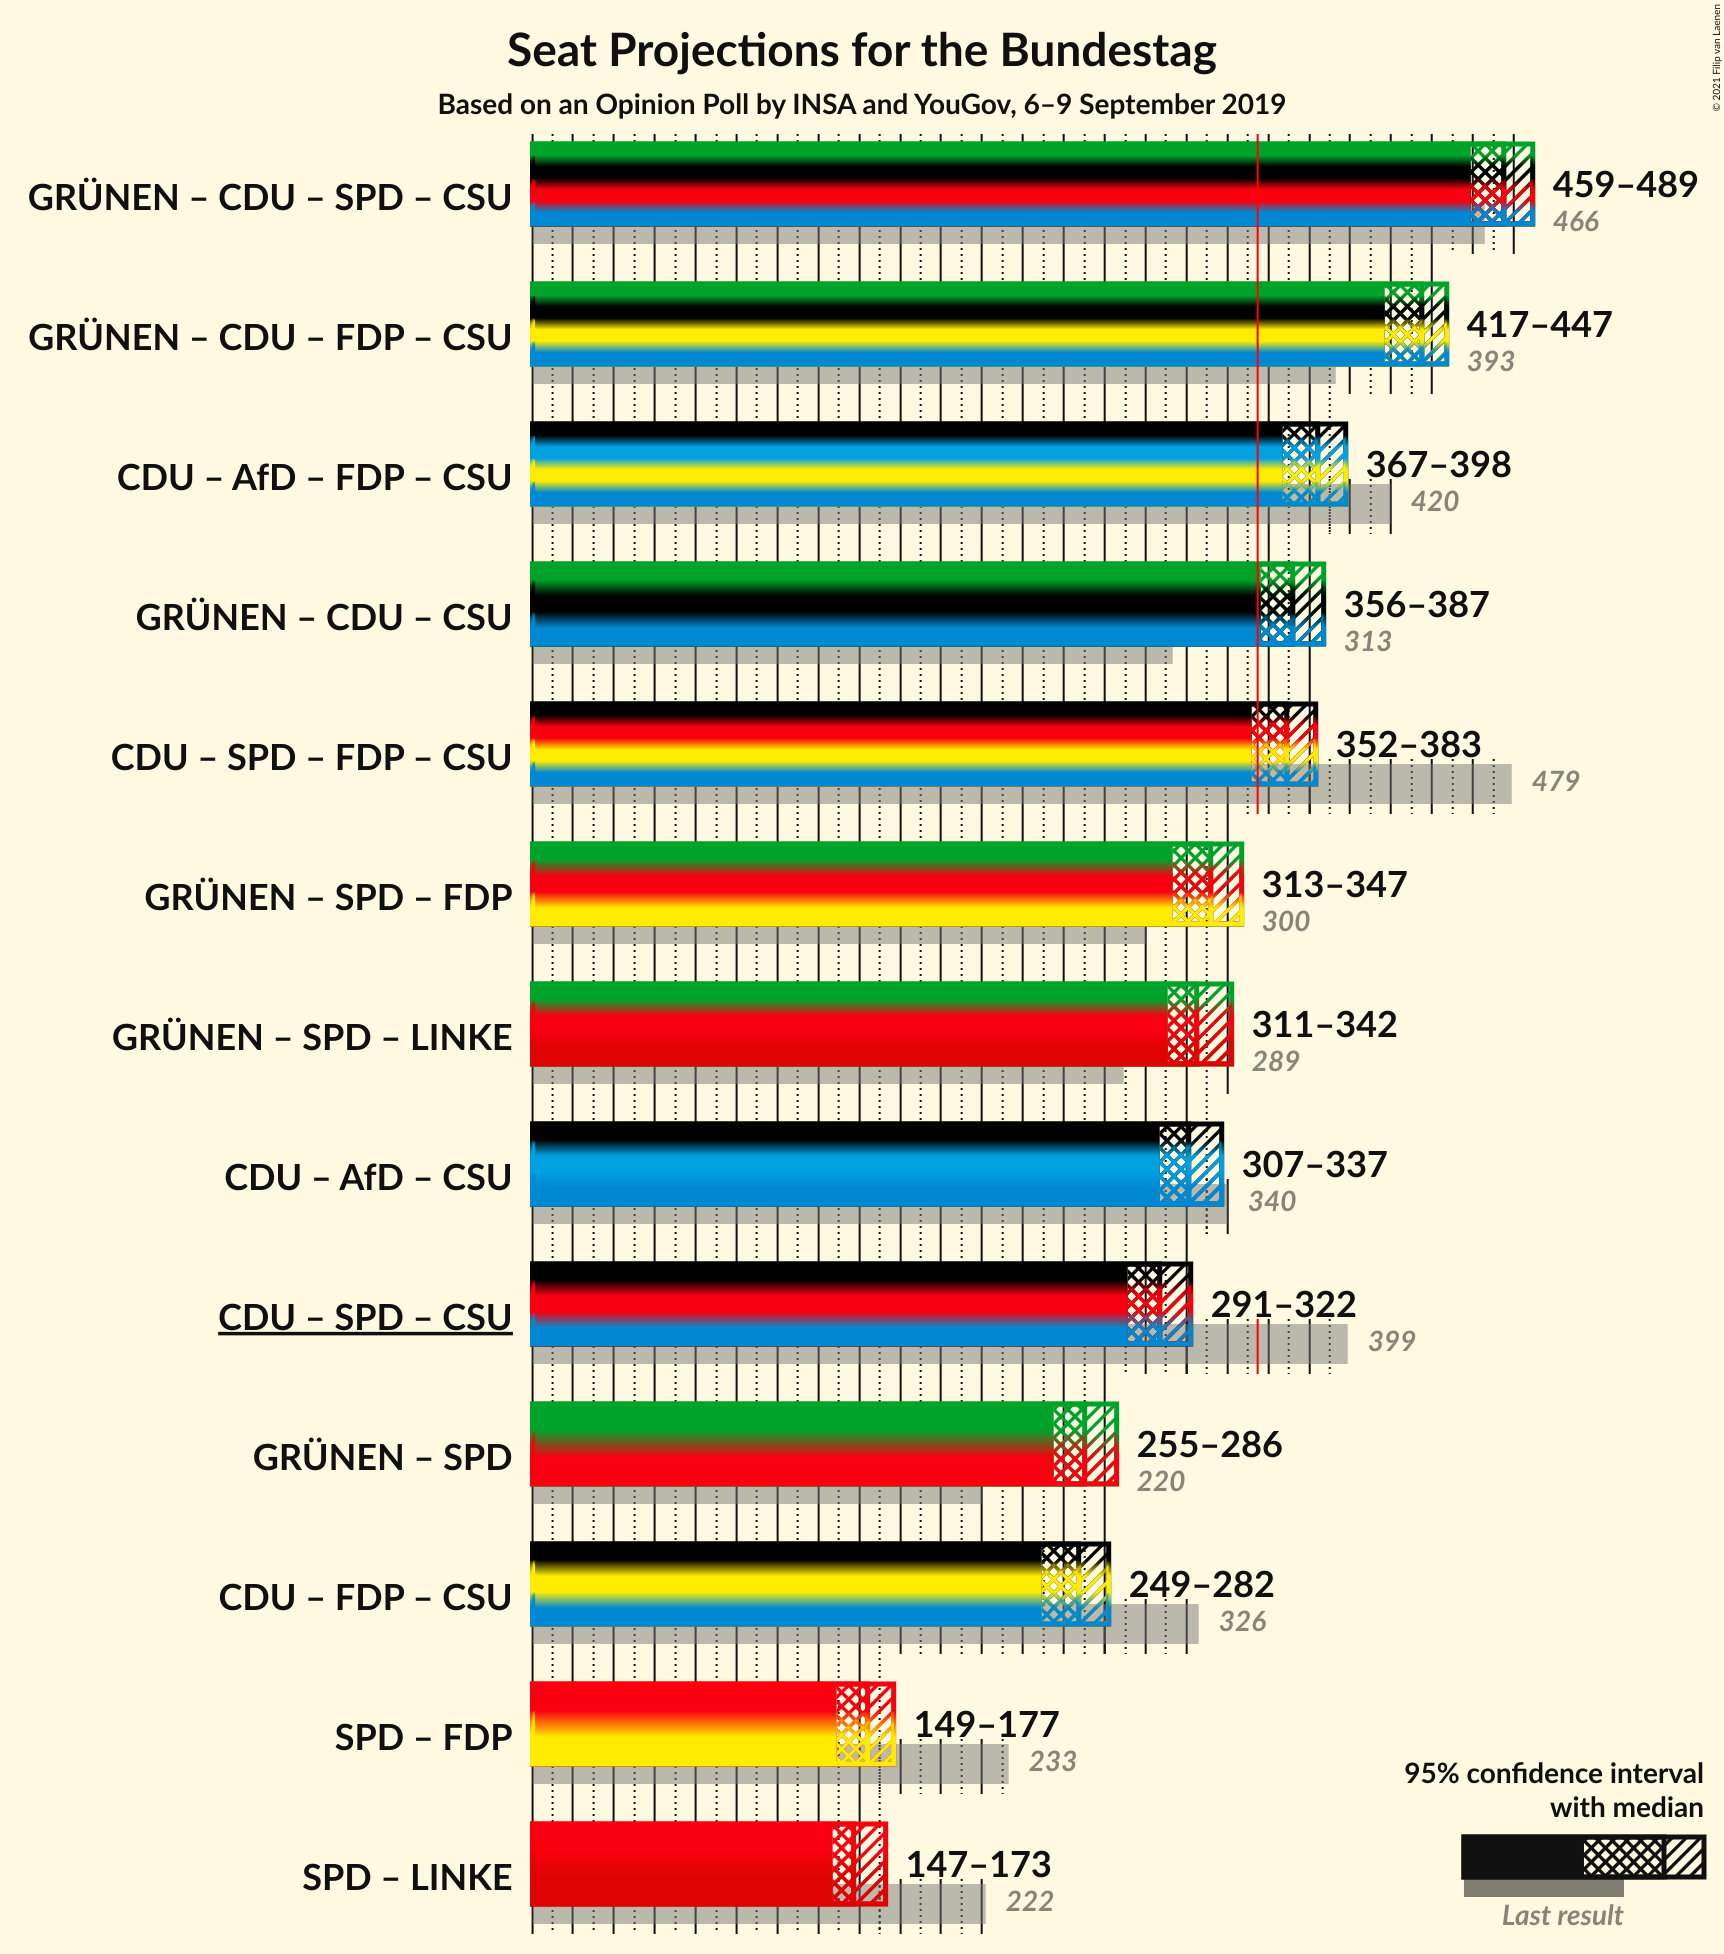 Seat Projections for the Bundestag
Based on an Opinion Poll by INSA and YouGov, 6–9 September 2019
© 2021 Filip van Laenen
GRÜNEN – CDU – SPD – CSU
459–489
466
GRÜNEN – CDU – FDP – CSU
417–447
393
CDU – AfD – FDP – CSU
367–398
420
GRÜNEN – CDU – CSU
356–387
313
CDU – SPD – FDP – CSU
352–383
479
GRÜNEN – SPD – FDP
313–347
300
GRÜNEN – SPD – LINKE
311–342
289
CDU – AfD – CSU
307–337
340
CDU – SPD – CSU
291–322
399
GRÜNEN – SPD
255–286
220
CDU – FDP – CSU
249–282
326
SPD – FDP
149–177
233
SPD – LINKE
147–173
222
95% confidence interval
with median
Last result